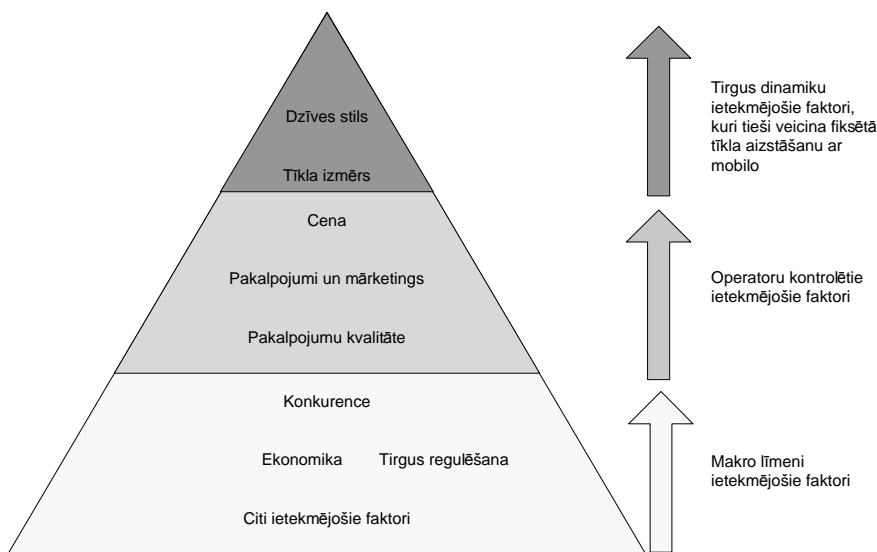 Dzīves stils
Tīkla izmērs
Cena
Pakalpojumi un mārketings
Pakalpojumu kvalitāte
Konkurence
Ekonomika Tirgus regulēšana
Citi ietekmējošie faktori
Tirgus dinamiku
ietekmējošie faktori,
kuri tieši veicina fiksētā
tīkla aizstāšanu ar
mobilo
Operatoru kontrolētie
ietekmējošie faktori
Makro līmeni
ietekmējošie faktori